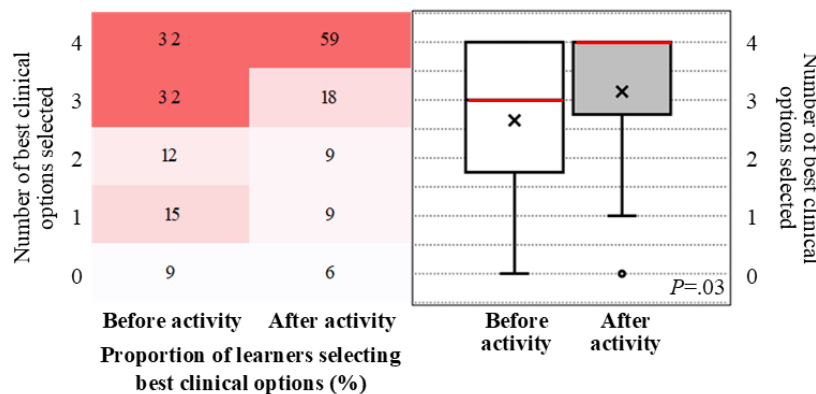 Number of best clinical
options selected
4
3 2
59
3
3 2
18
2
12
9
1
15
9
0
9
6
Before activity
After activity
Proportion of learners selecting
best clinical options (%)
P=.03
Before
activity
After
activity
4
3
2
1
0
Number of best clinical
options selected